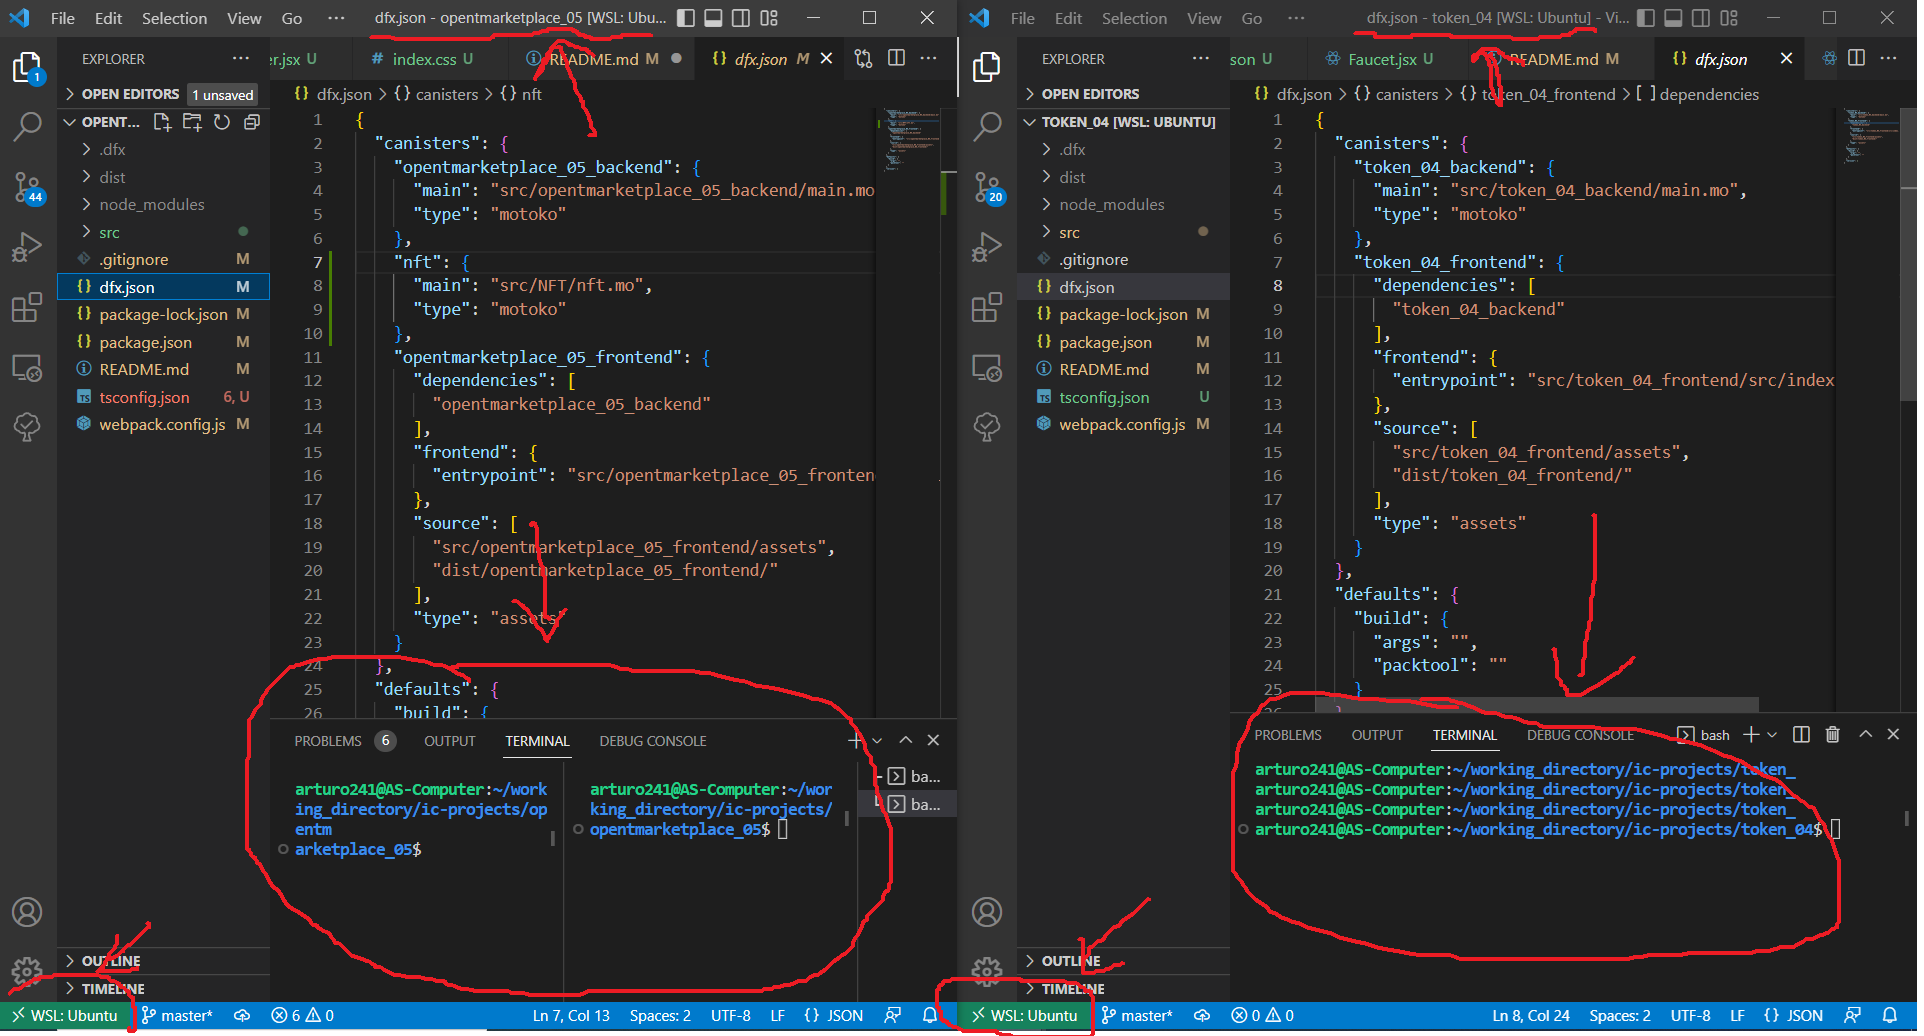 File Edit Selection View Go ··· dfx.json - opentmarketplace_05 [WSL: Ubu...
EXPLORER ···
er.jsx U # index.css U README.md M ● {} dfx.json M × ···
1
OPEN EDITORS 1 unsaved
{} dfx.json > {} canisters > {} nft
OPENT...
.dfx
dist
node_modules
44
src
.gitignore M
{} dfx.json M
{} package-lock.json M
{} package.json M
README.md M
TS tsconfig.json 6, U
webpack.config.js M
OUTLINE
TIMELINE
1 {
2 "canisters": {
3 "opentmarketplace_05_backend": {
4 "main": "src/opentmarketplace_05_backend/main.mo
5 "type": "motoko"
6 },
7 "nft": {
8 "main": "src/NFT/nft.mo",
9 "type": "motoko"
10 },
11 "opentmarketplace_05_frontend": {
12 "dependencies": [
13 "opentmarketplace_05_backend"
14 ],
15 "frontend": {
16 "entrypoint": "src/opentmarketplace_05_fronten
17 },
18 "source": [
19 "src/opentmarketplace_05_frontend/assets",
20 "dist/opentmarketplace_05_frontend/"
21 ],
22 "type": "assets"
23 }
24 },
25 "defaults": {
26 "build": {
PROBLEMS 6 OUTPUT TERMINAL DEBUG CONSOLE
arturo241@AS-Computer:~/work
ing_directory/ic-projects/op
entm
arketplace_05$
arturo241@AS-Computer:~/wor
king_directory/ic-projects/
opentmarketplace_05$
ba...
ba...
WSL: Ubuntu master* 6 0 Ln 7, Col 13 Spaces: 2 UTF-8 LF {} JSON
File Edit Selection View Go ··· dfx.json - token_04 [WSL: Ubuntu] - Vi...
EXPLORER ···
son U Faucet.jsx U README.md M {} dfx.json × ···
OPEN EDITORS
{} dfx.json > {} canisters > {} token_04_frontend > [ ] dependencies
TOKEN_04 [WSL: UBUNTU]
.dfx
dist
node_modules
20
src
.gitignore
{} dfx.json
{} package-lock.json M
{} package.json M
README.md M
TS tsconfig.json U
webpack.config.js M
OUTLINE
TIMELINE
1 {
2 "canisters": {
3 "token_04_backend": {
4 "main": "src/token_04_backend/main.mo",
5 "type": "motoko"
6 },
7 "token_04_frontend": {
8 "dependencies": [
9 "token_04_backend"
10 ],
11 "frontend": {
12 "entrypoint": "src/token_04_frontend/src/index
13 },
14 "source": [
15 "src/token_04_frontend/assets",
16 "dist/token_04_frontend/"
17 ],
18 "type": "assets"
19 }
20 },
21 "defaults": {
22 "build": {
23 "args": "",
24 "packtool": ""
25 }
26 }
PROBLEMS OUTPUT TERMINAL DEBUG CONSOLE bash
arturo241@AS-Computer:~/working_directory/ic-projects/token_
arturo241@AS-Computer:~/working_directory/ic-projects/token_
arturo241@AS-Computer:~/working_directory/ic-projects/token_
arturo241@AS-Computer:~/working_directory/ic-projects/token_04$
WSL: Ubuntu master* 0 0 Ln 8, Col 24 Spaces: 2 UTF-8 LF {} JSON